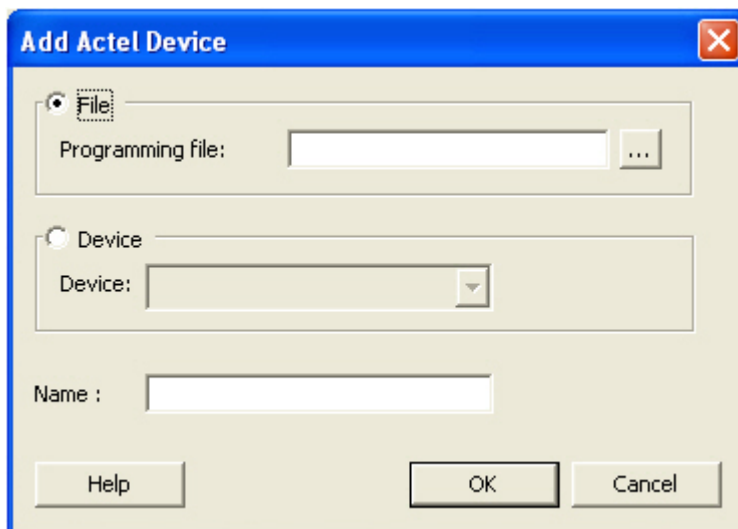 Add Actel Device
File
Programming file:
...
Device
Device:
Name :
Help OK Cancel